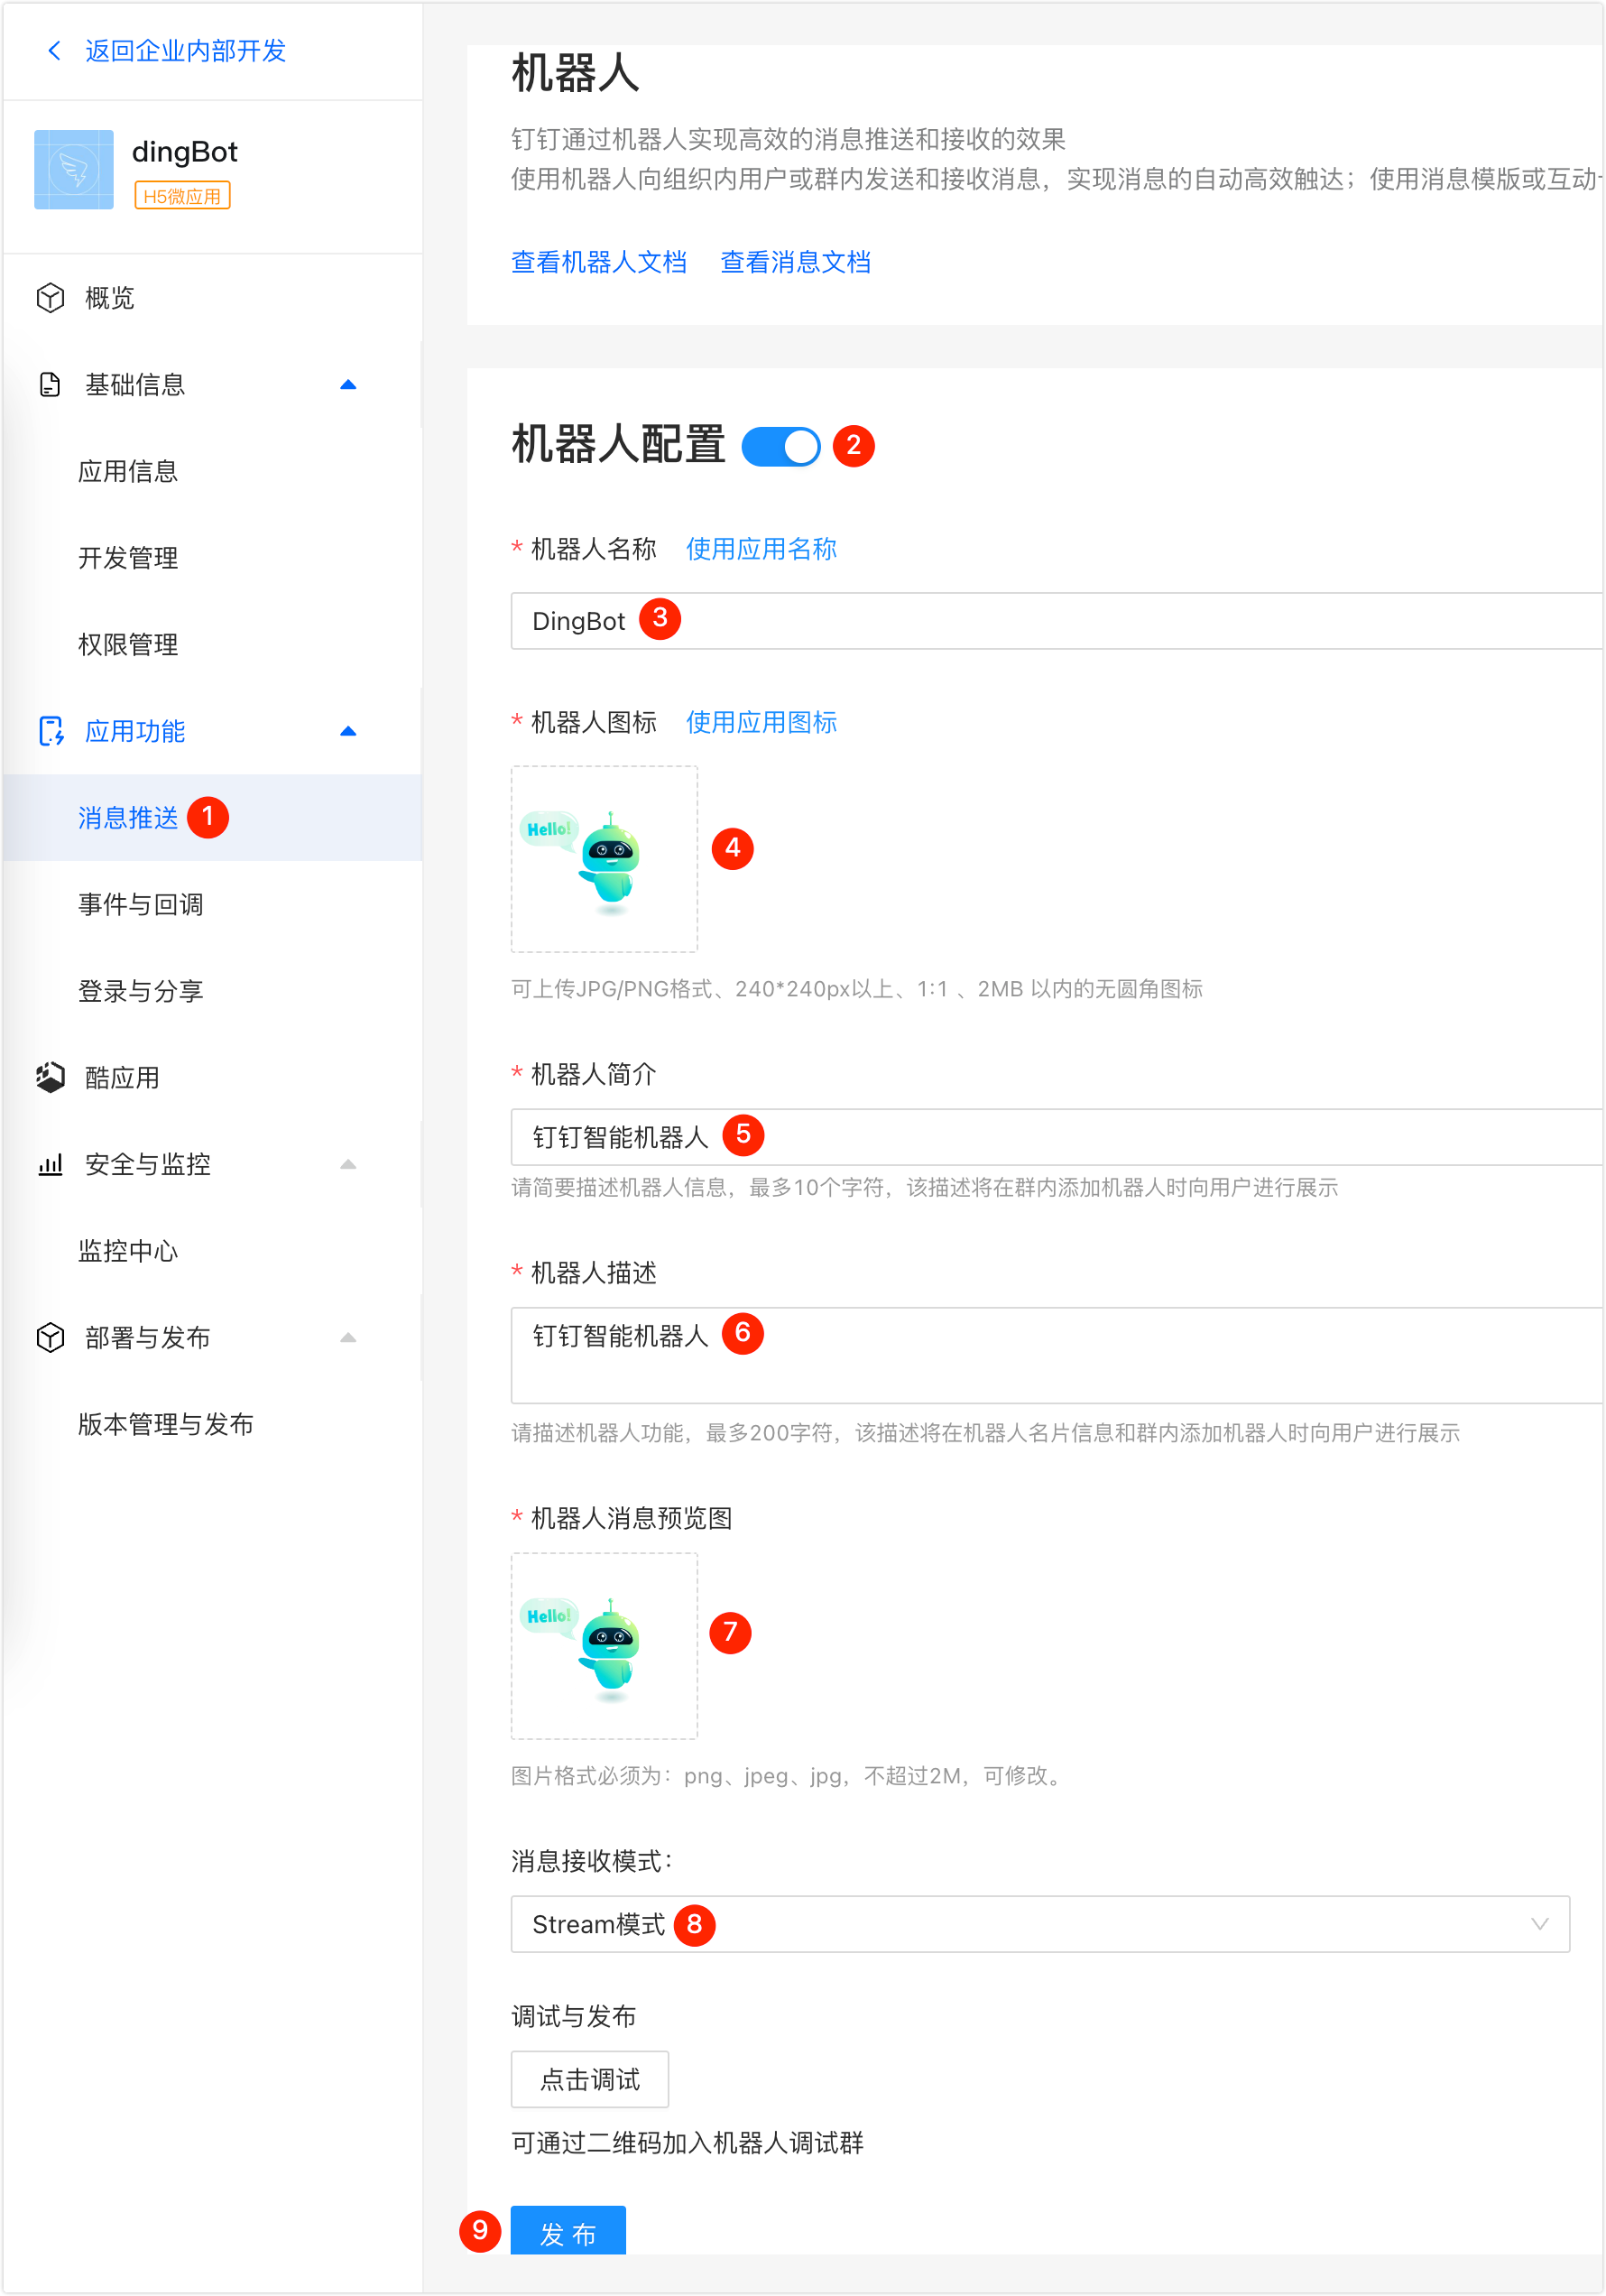 返回企业内部开发
dingBot
H5微应用
概览
基础信息
应用信息
开发管理
权限管理
应用功能
消息推送 1
事件与回调
登录与分享
酷应用
安全与监控
监控中心
部署与发布
版本管理与发布
机器人
钉钉通过机器人实现高效的消息推送和接收的效果
使用机器人向组织内用户或群内发送和接收消息，实现消息的自动高效触达；使用消息模版或互动
查看机器人文档 查看消息文档
机器人配置 2
* 机器人名称 使用应用名称
DingBot 3
* 机器人图标 使用应用图标
Hello!
4
可上传JPG/PNG格式、240*240px以上、1:1 、2MB 以内的无圆角图标
* 机器人简介
钉钉智能机器人 5
请简要描述机器人信息，最多10个字符，该描述将在群内添加机器人时向用户进行展示
* 机器人描述
钉钉智能机器人 6
请描述机器人功能，最多200字符，该描述将在机器人名片信息和群内添加机器人时向用户进行展示
* 机器人消息预览图
Hello!
7
图片格式必须为：png、jpeg、jpg，不超过2M，可修改。
消息接收模式：
Stream模式 8
调试与发布
点击调试
可通过二维码加入机器人调试群
9 发 布